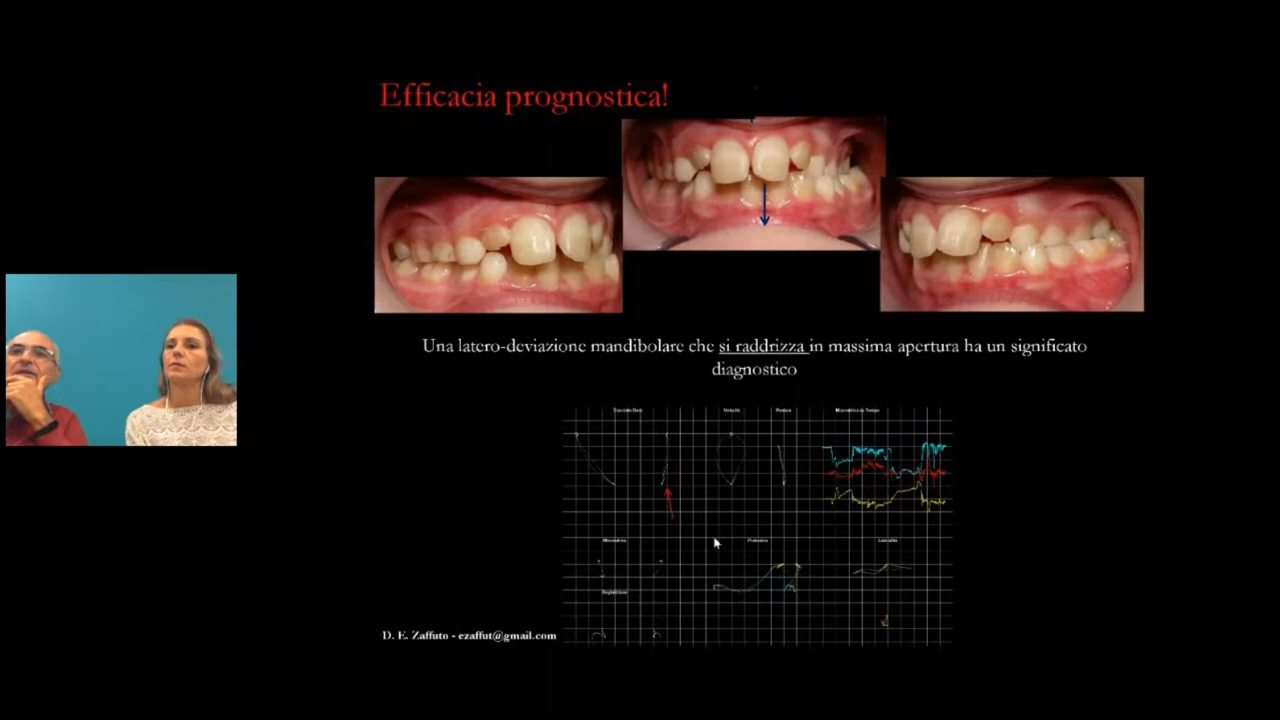 Efficacia prognostica!
Una latero-deviazione mandibolare che si raddrizza in massima apertura ha un significato
diagnostico
Velocità
D. E. Zaffuto - ezaffut@gmail.com